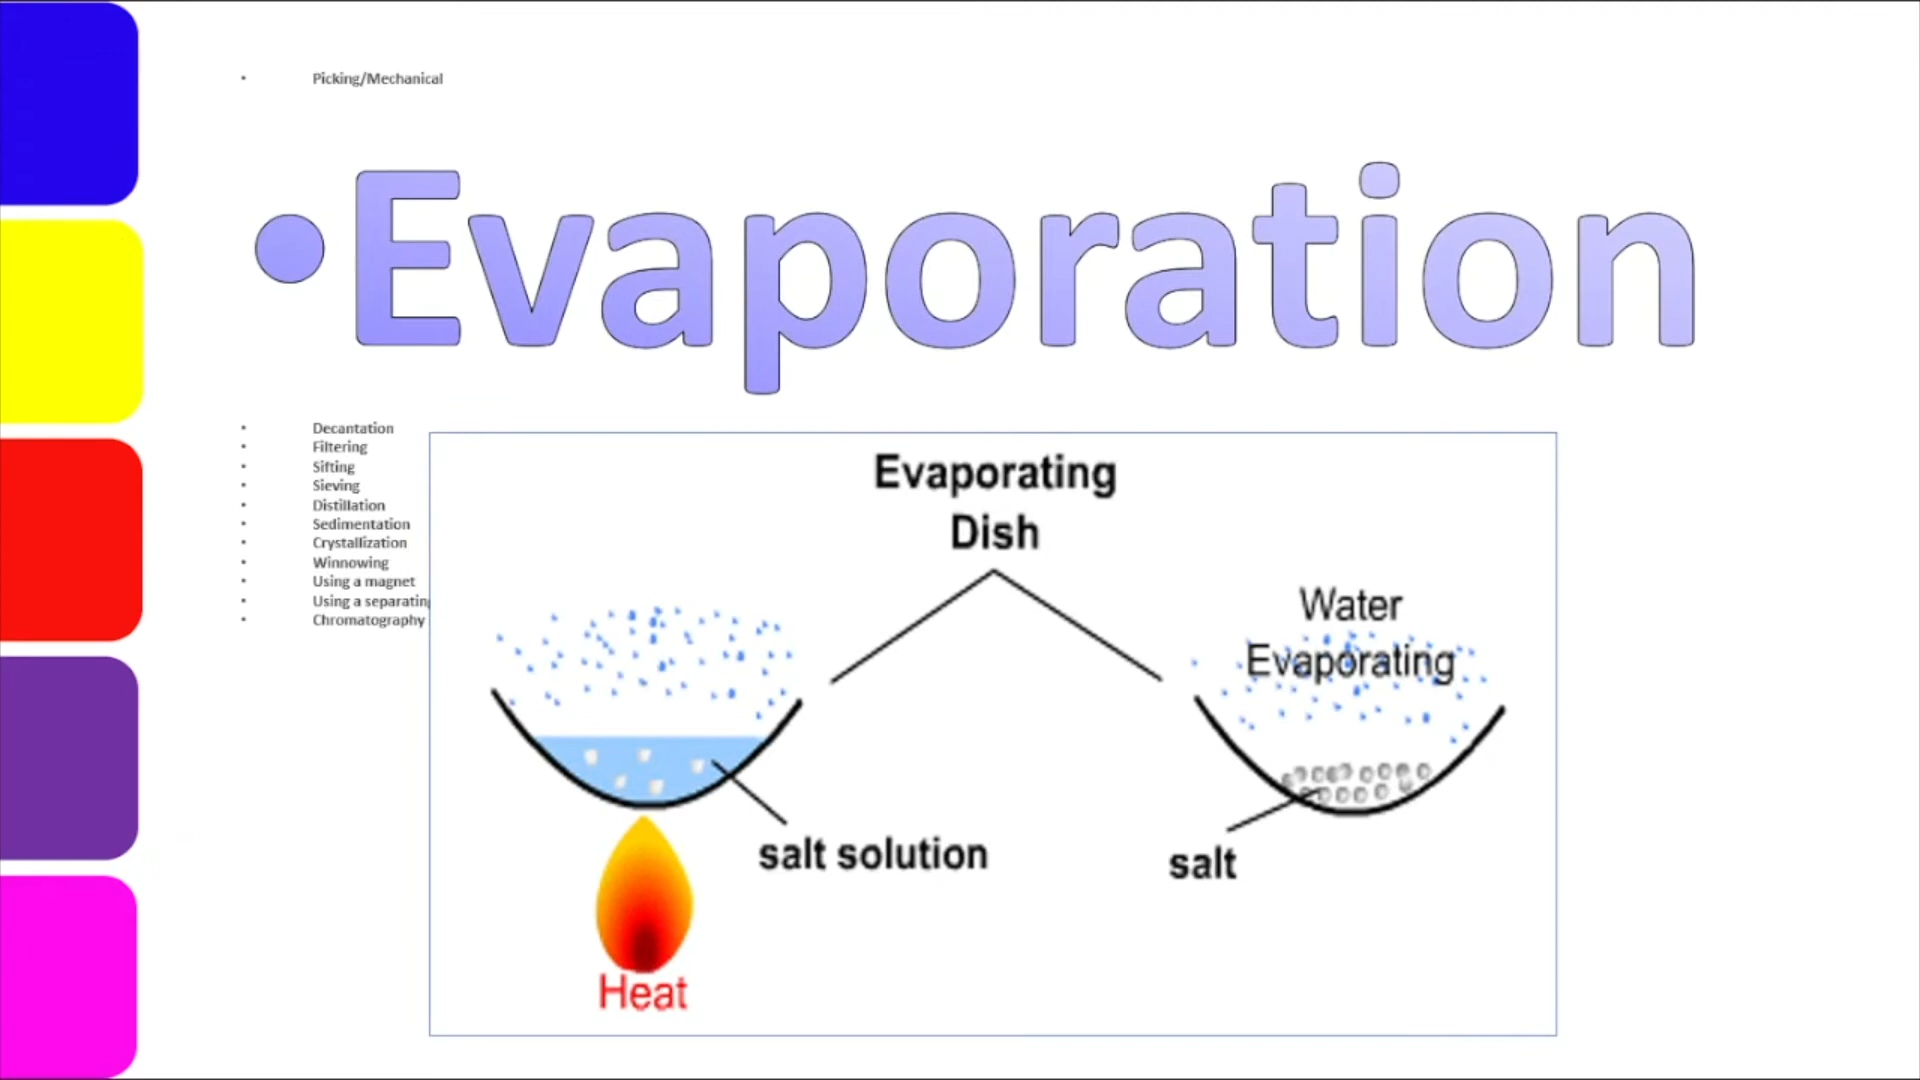 • Picking/Mechanical
•Evaporation
• Decantation
• Filtering
• Sifting
• Sieving
• Distillation
• Sedimentation
• Crystallization
• Winnowing
• Using a magnet
• Using a separating
• Chromatography
Evaporating
Dish
Water
Evaporating
salt solution
salt
Heat